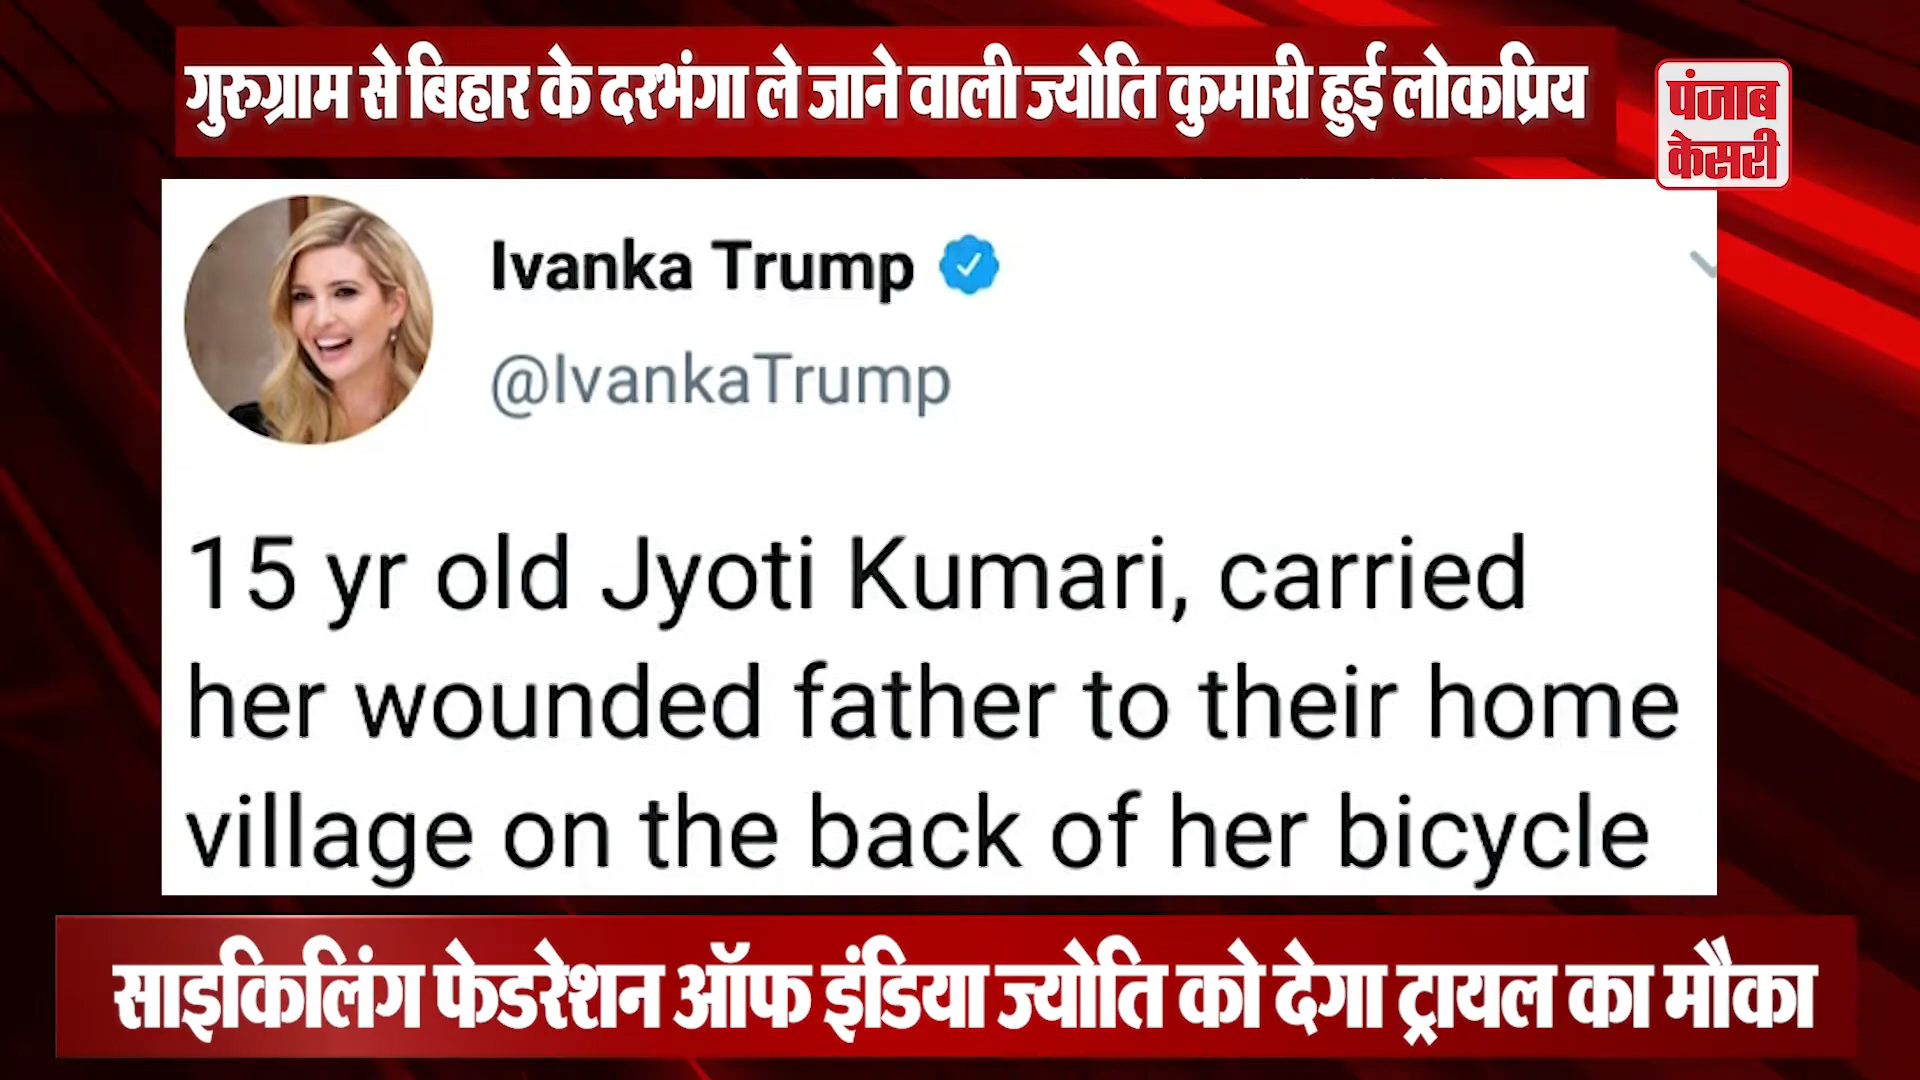 गुरुग्राम से बिहार के दरभंगा ले जाने वाली ज्योति कुमारी हुई लोकप्रिय
पंजाब
केसरी
Ivanka Trump
@IvankaTrump
15 yr old Jyoti Kumari, carried
her wounded father to their home
village on the back of her bicycle
साइकिलिंग फेडरेशन ऑफ इंडिया ज्योति को देगा ट्रायल का मौका